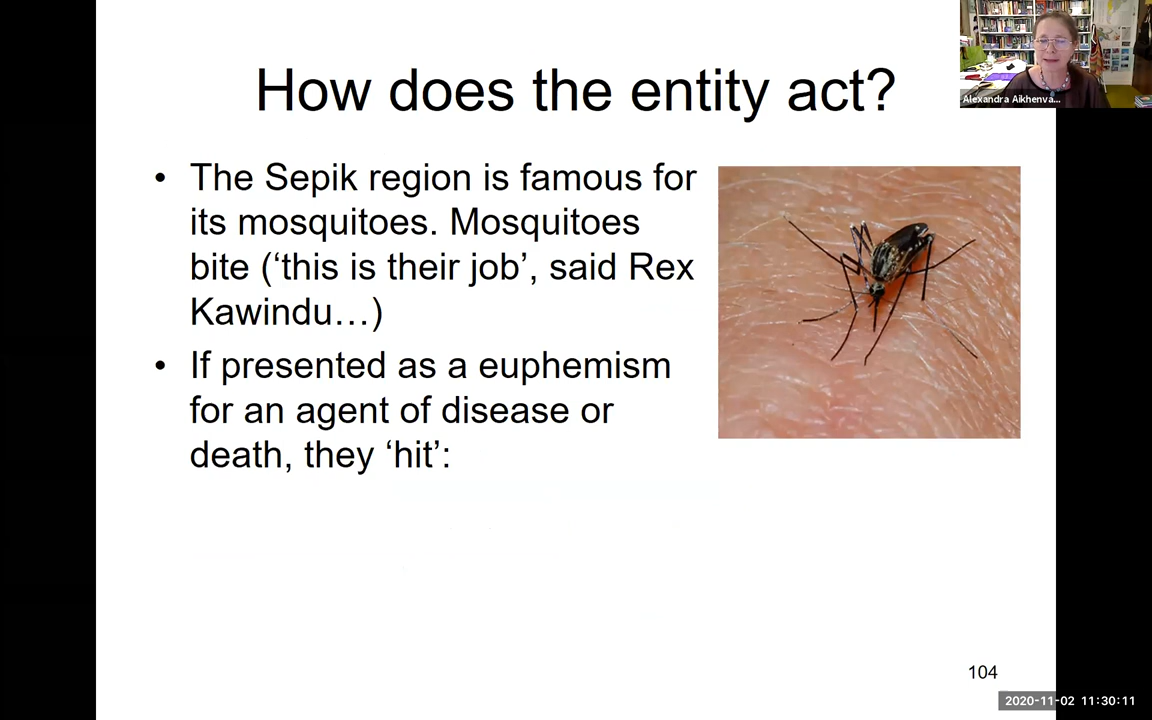 How does the entity act?
• The Sepik region is famous for
its mosquitoes. Mosquitoes
bite (‘this is their job’, said Rex
Kawindu…)
• If presented as a euphemism
for an agent of disease or
death, they ‘hit’:
Alexandra Aikhenva...
104
2020-11-02 11:30:11